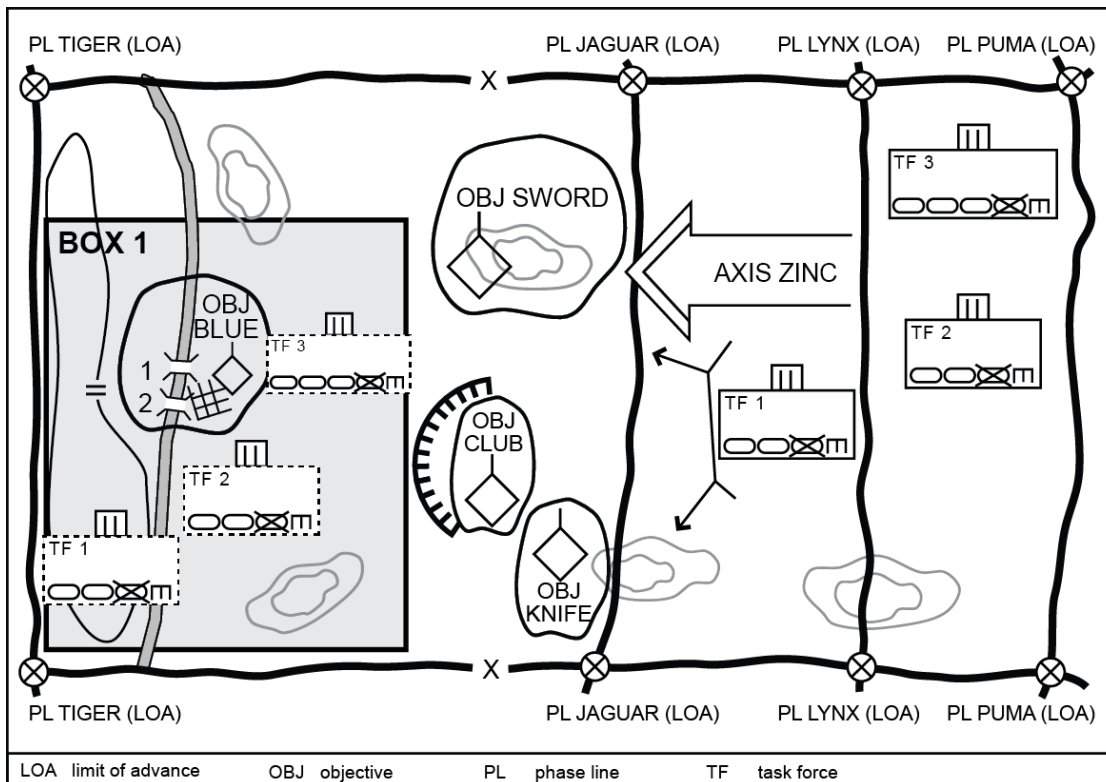 PL TIGER (LOA)
PL JAGUAR (LOA)
PL LYNX (LOA)
PL PUMA (LOA)
X
TF 3
OBJ SWORD
BOX 1
AXIS ZINC
OBJ
BLUE
TF 3
1
2
TF 2
TF 1
OBJ
CLUB
TF 2
TF 1
OBJ
KNIFE
X
PL TIGER (LOA)
PL JAGUAR (LOA)
PL LYNX (LOA)
PL PUMA (LOA)
LOA limit of advance
OBJ objective
PL phase line
TF task force